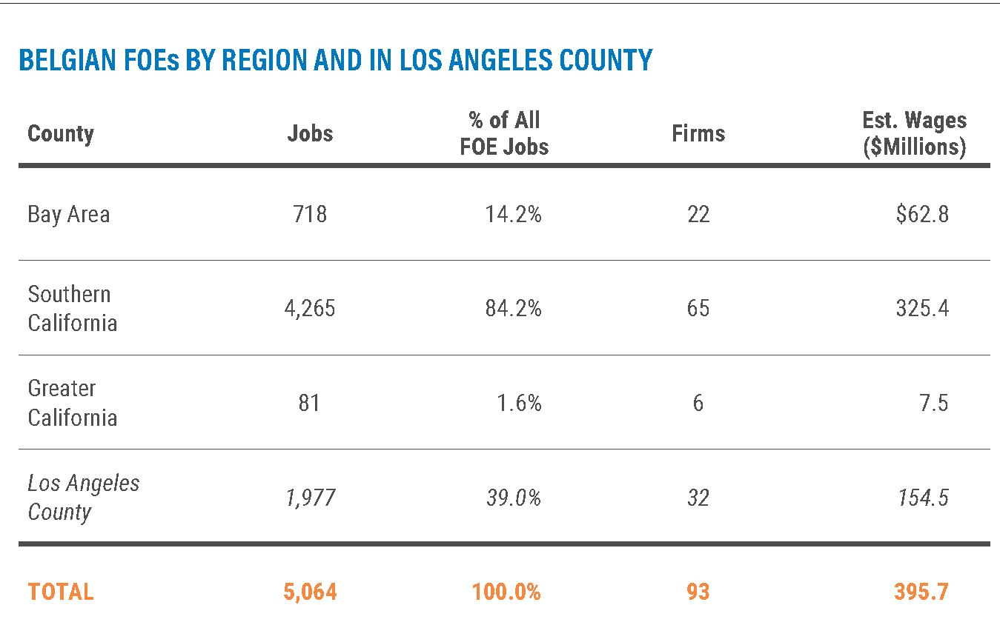 BELGIAN FOEs BY REGION AND IN LOS ANGELES COUNTY
County Jobs % of All FOE Jobs Firms Est. Wages ($Millions)
Bay Area 718 14.2% 22 $62.8
Southern California 4,265 84.2% 65 325.4
Greater California 81 1.6% 6 7.5
Los Angeles County 1,977 39.0% 32 154.5
TOTAL 5,064 100.0% 93 395.7